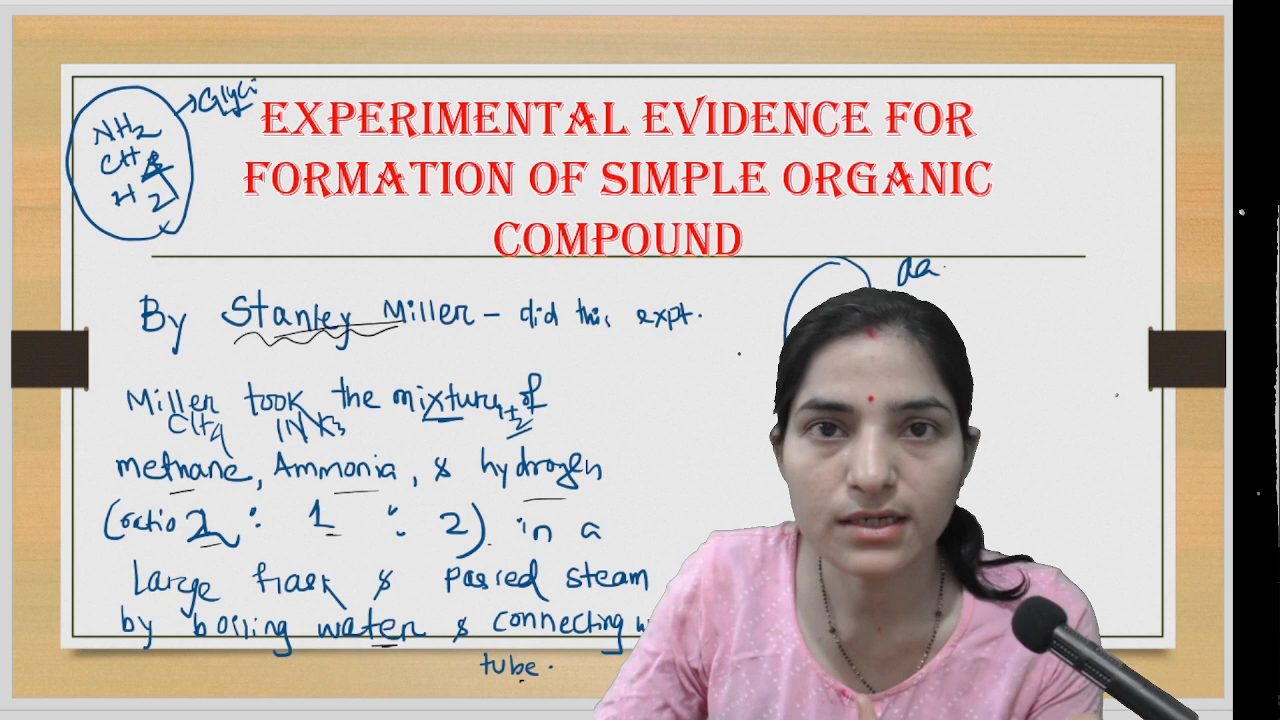 NH2
CH4
H2
→ Glyci
EXPERIMENTAL EVIDENCE FOR
FORMATION OF SIMPLE ORGANIC
COMPOUND
By Stanley Miller - did this expt.
Miller took the mixture of
CH4 NH3 H2
methane, Ammonia, & hydrogen
(ratio 2 : 1 : 2) in a
Large flask & passed steam
by boiling water & connecting
tube.